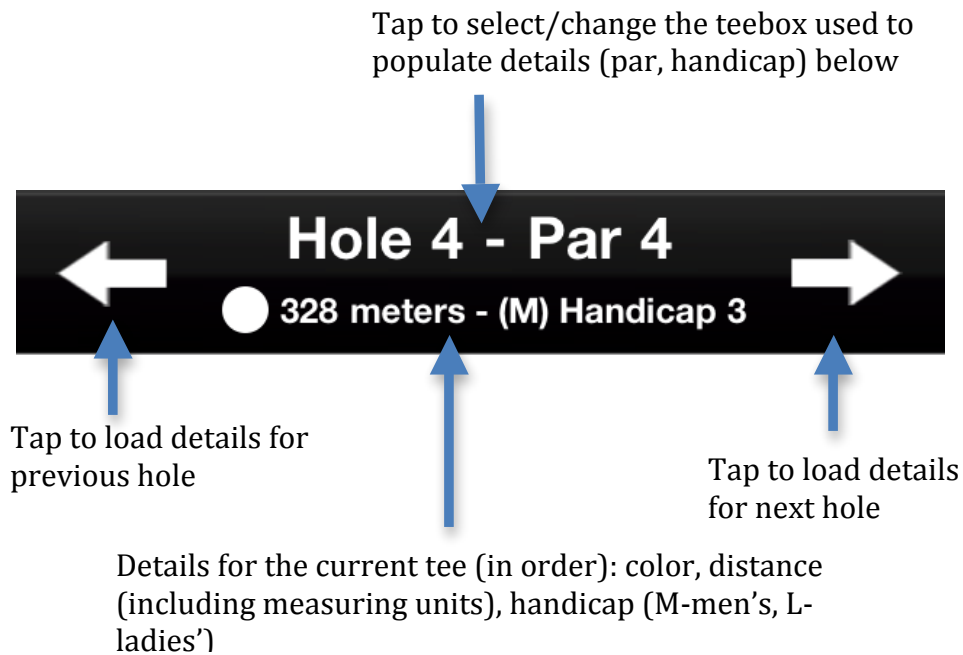 Tap to select/change the teebox used to
populate details (par, handicap) below
Hole 4 - Par 4
328 meters - (M) Handicap 3
Tap to load details for
previous hole
Tap to load details
for next hole
Details for the current tee (in order): color, distance
(including measuring units), handicap (M-men’s, L-
ladies’)